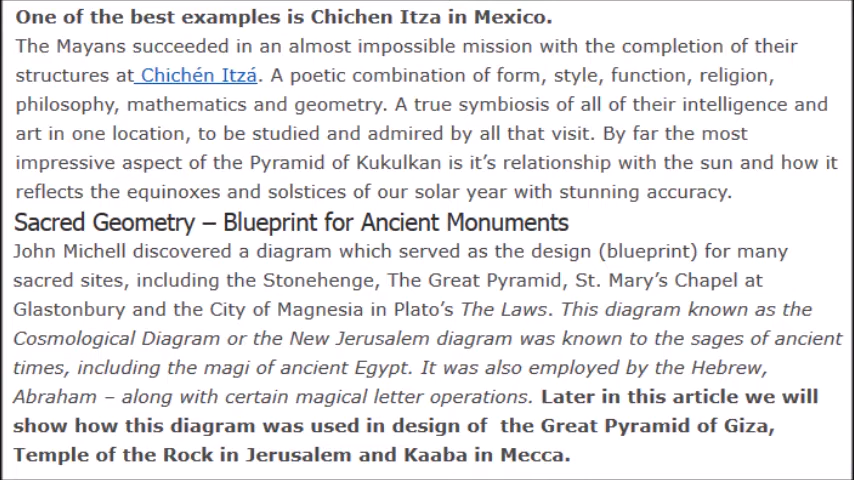 One of the best examples is Chichen Itza in Mexico.
The Mayans succeeded in an almost impossible mission with the completion of their
structures at Chichén Itzá. A poetic combination of form, style, function, religion,
philosophy, mathematics and geometry. A true symbiosis of all of their intelligence and
art in one location, to be studied and admired by all that visit. By far the most
impressive aspect of the Pyramid of Kukulkan is it's relationship with the sun and how it
reflects the equinoxes and solstices of our solar year with stunning accuracy.
Sacred Geometry – Blueprint for Ancient Monuments
John Michell discovered a diagram which served as the design (blueprint) for many
sacred sites, including the Stonehenge, The Great Pyramid, St. Mary's Chapel at
Glastonbury and the City of Magnesia in Plato's The Laws. This diagram known as the
Cosmological Diagram or the New Jerusalem diagram was known to the sages of ancient
times, including the magi of ancient Egypt. It was also employed by the Hebrew,
Abraham – along with certain magical letter operations. Later in this article we will
show how this diagram was used in design of the Great Pyramid of Giza,
Temple of the Rock in Jerusalem and Kaaba in Mecca.